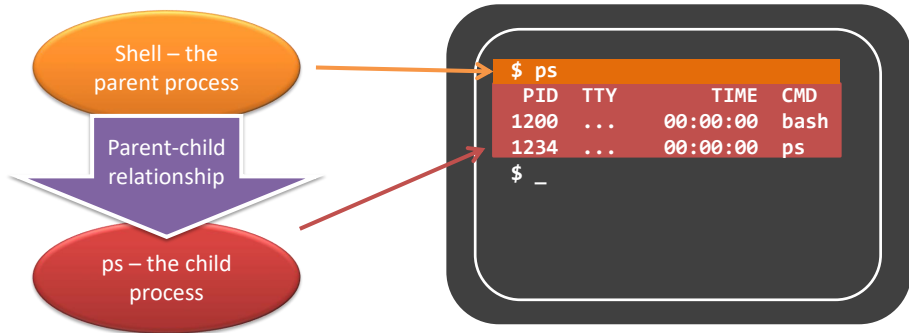 Shell – the
parent process
Parent-child
relationship
ps – the child
process
$ ps
PID TTY TIME CMD
1200 ... 00:00:00 bash
1234 ... 00:00:00 ps
$ _